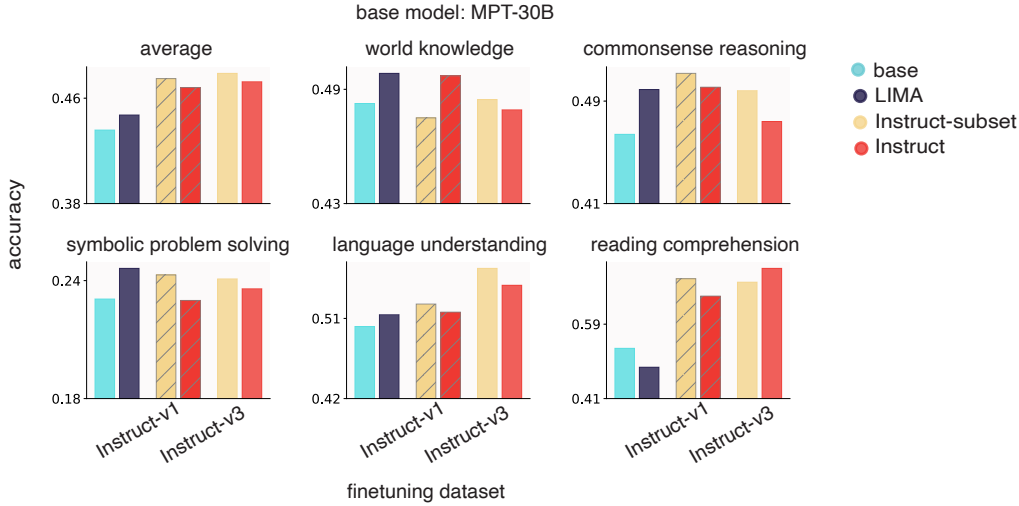 base model: MPT-30B
average
world knowledge
commonsense reasoning
0.46
0.38
0.49
0.43
0.49
0.41
base
LIMA
Instruct-subset
Instruct
accuracy
symbolic problem solving
language understanding
reading comprehension
0.24
0.18
0.51
0.42
0.59
0.41
Instruct-v1
Instruct-v3
Instruct-v1
Instruct-v3
Instruct-v1
Instruct-v3
finetuning dataset